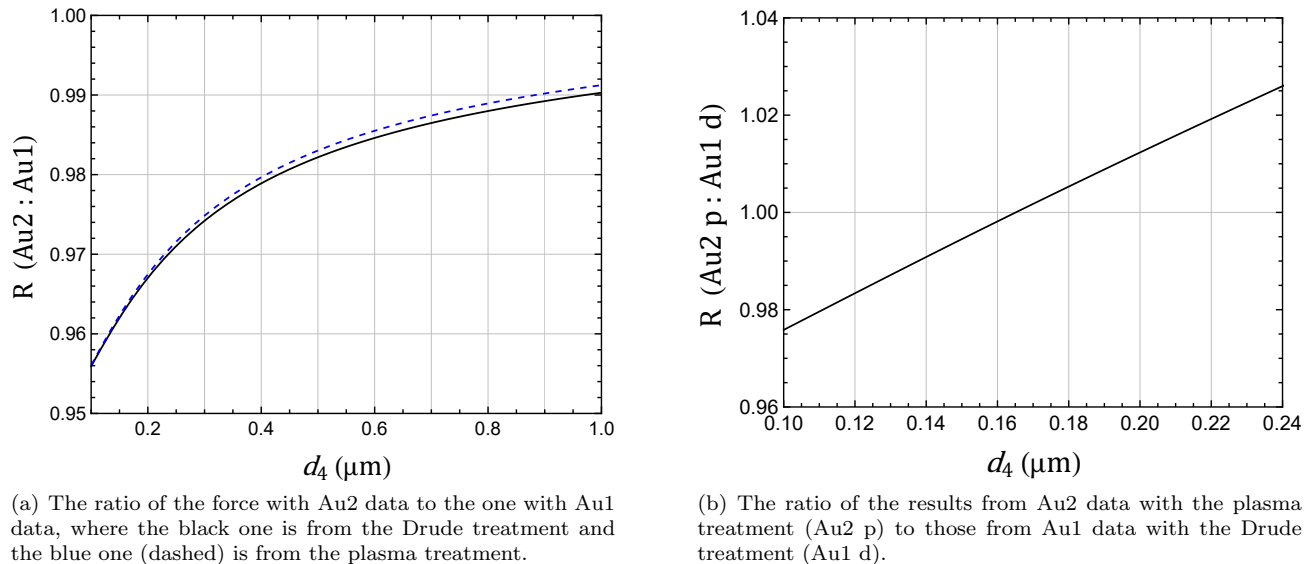 1.00
0.99
0.98
0.97
0.96
0.95
R (Au2 : Au1)
0.2 0.4 0.6 0.8 1.0
d₄ (μm)
(a) The ratio of the force with Au2 data to the one with Au1
data, where the black one is from the Drude treatment and
the blue one (dashed) is from the plasma treatment.
1.04
1.02
1.00
0.98
0.96
R (Au2 p : Au1 d)
0.10 0.12 0.14 0.16 0.18 0.20 0.22 0.24
d₄ (μm)
(b) The ratio of the results from Au2 data with the plasma
treatment (Au2 p) to those from Au1 data with the Drude
treatment (Au1 d).